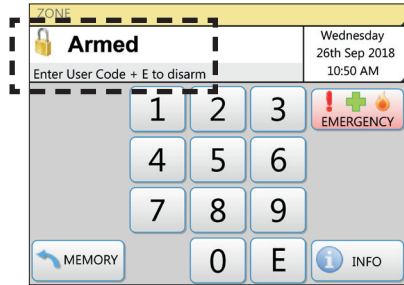 ZONE
Armed
Enter User Code + E to disarm
Wednesday
26th Sep 2018
10:50 AM
1 2 3
EMERGENCY
4 5 6
7 8 9
MEMORY
0 E
INFO